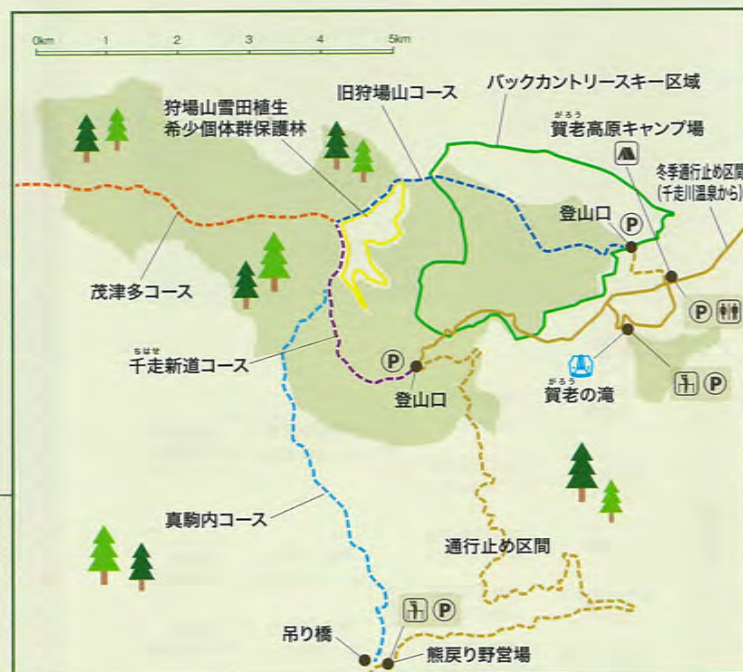 0km 1 2 3 4 5km
狩場山雪田植生
希少個体群保護林
旧狩場山コース
バックカントリースキー区域
がろう
賀老高原キャンプ場
冬季通行止め区間
(千走川温泉から)
登山口
P
茂津多コース
P
ちはせ
千走新道コース
P
登山口
がろう
賀老の滝
P
真駒内コース
通行止め区間
P
吊り橋
熊戻り野営場